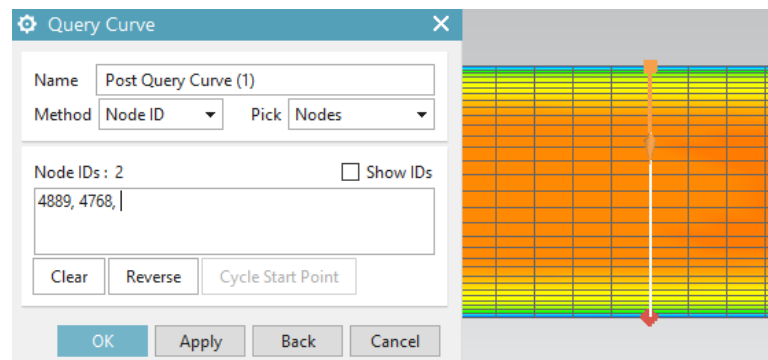 Query Curve
Name Post Query Curve (1)
Method Node ID Pick Nodes
Node IDs : 2 Show IDs
4889, 4768,
Clear Reverse Cycle Start Point
OK Apply Back Cancel